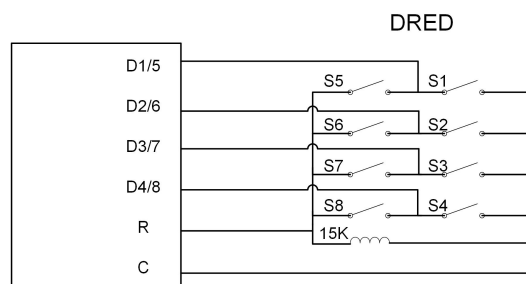 DRED
D1/5
S5 S1
D2/6
S6 S2
D3/7
S7 S3
D4/8
S8 S4
R
15K
C